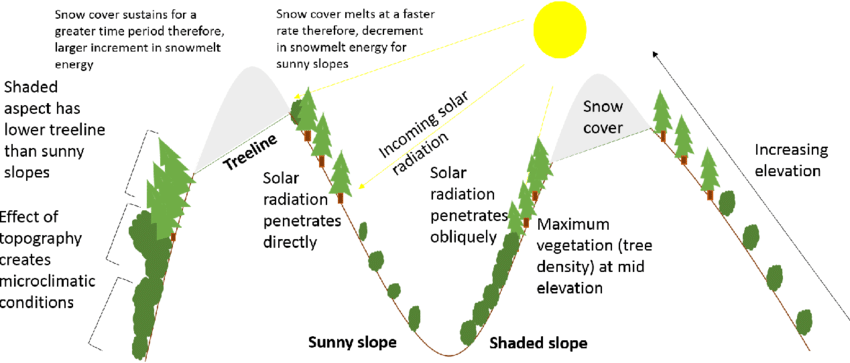 Snow cover sustains for a
greater time period therefore,
larger increment in snowmelt
energy
Snow cover melts at a faster
rate therefore, decrement
in snowmelt energy for
sunny slopes
Shaded
aspect has
lower treeline
than sunny
slopes
Effect of
topography
creates
microclimatic
conditions
Treeline
Solar
radiation
penetrates
directly
Incoming solar
radiation
Solar
radiation
penetrates
obliquely
Snow
cover
Maximum
vegetation (tree
density) at mid
elevation
Increasing
elevation
Sunny slope
Shaded slope